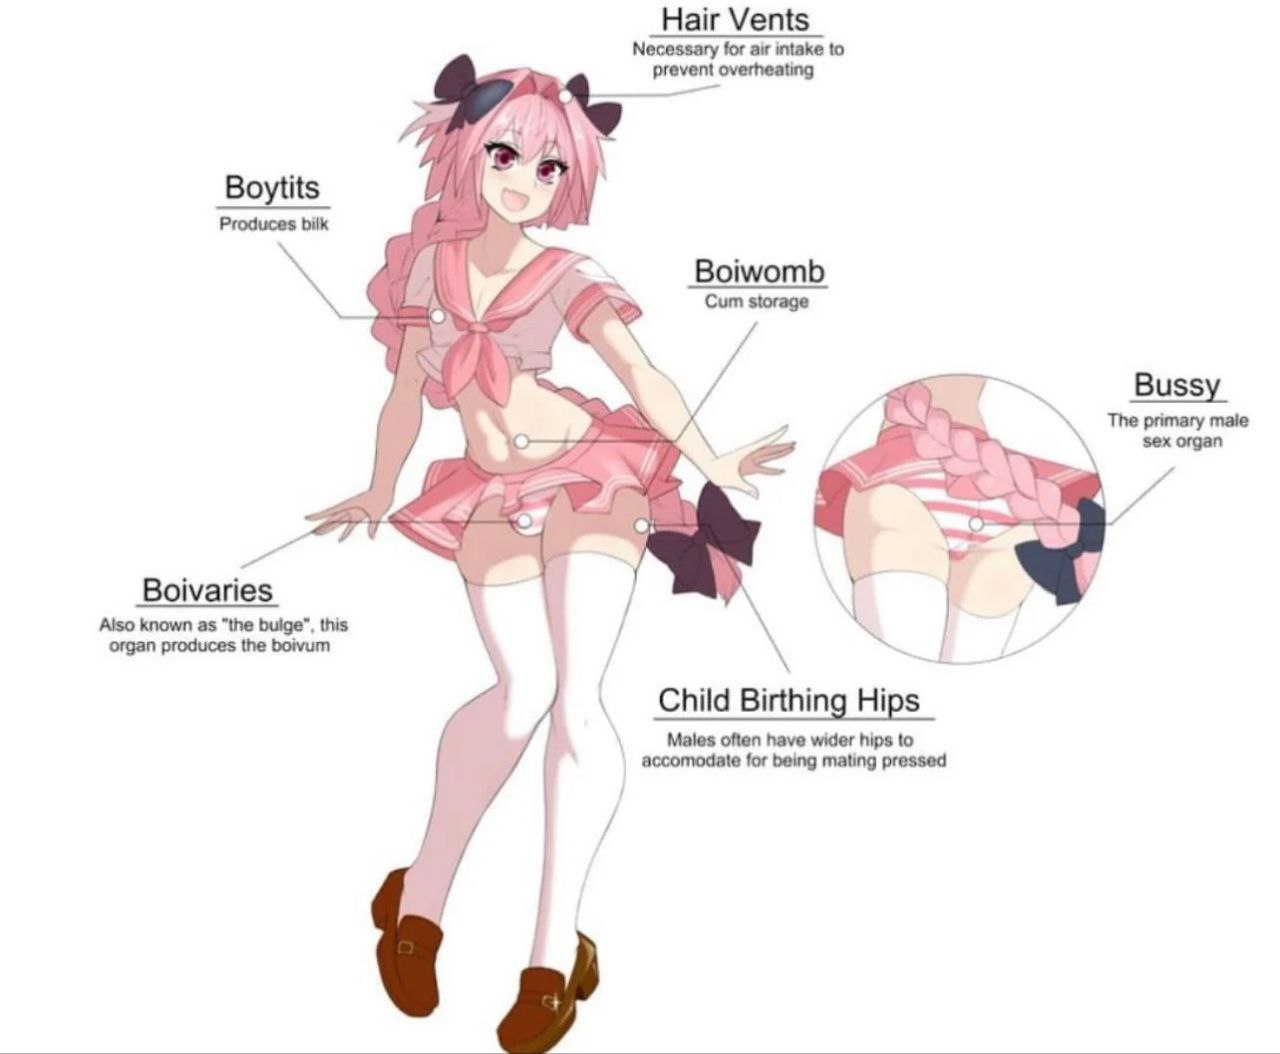 Hair Vents
Necessary for air intake to
prevent overheating
Boytits
Produces bilk
Boiwomb
Cum storage
Bussy
The primary male
sex organ
Boivaries
Also known as "the bulge", this
organ produces the boivum
Child Birthing Hips
Males often have wider hips to
accomodate for being mating pressed